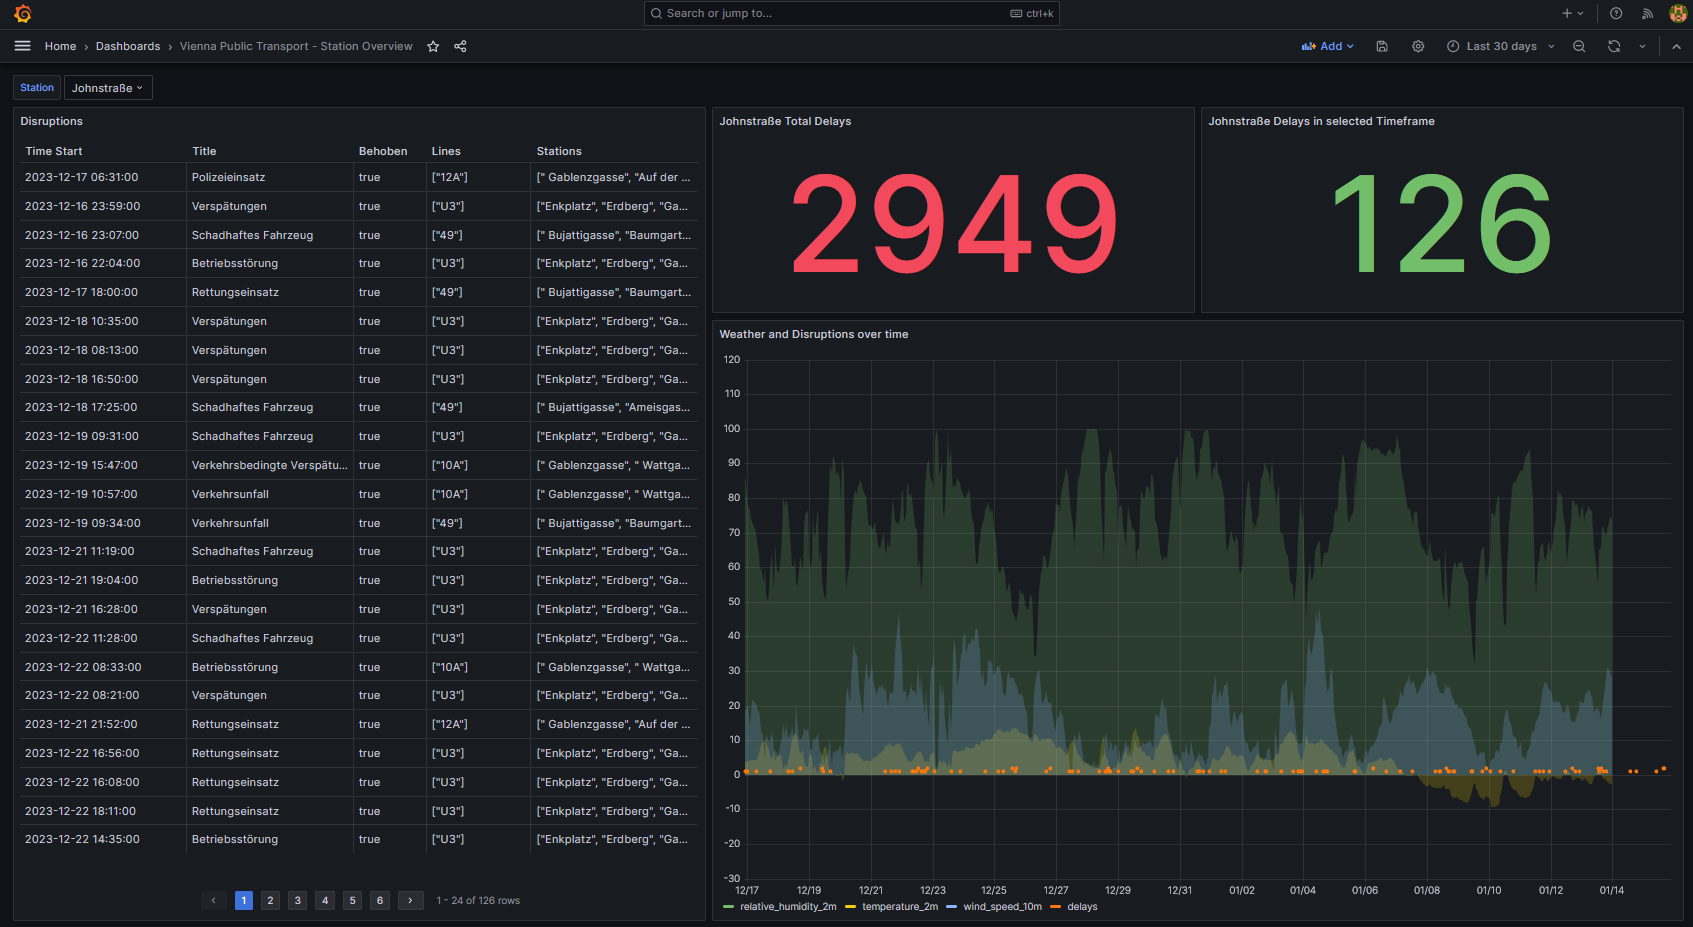 Search or jump to...
ctrl+k
Home › Dashboards › Vienna Public Transport - Station Overview
Add
Last 30 days
Station
Johnstraße
Disruptions
Time Start Title Behoben Lines Stations
2023-12-17 06:31:00 Polizeieinsatz true ["12A"] [" Gablenzgasse", "Auf der ...
2023-12-16 23:59:00 Verspätungen true ["U3"] ["Enkplatz", "Erdberg", "Ga...
2023-12-16 23:07:00 Schadhaftes Fahrzeug true ["49"] [" Bujattigasse", "Baumgart...
2023-12-16 22:04:00 Betriebsstörung true ["U3"] ["Enkplatz", "Erdberg", "Ga...
2023-12-17 18:00:00 Rettungseinsatz true ["49"] [" Bujattigasse", "Baumgart...
2023-12-18 10:35:00 Verspätungen true ["U3"] ["Enkplatz", "Erdberg", "Ga...
2023-12-18 08:13:00 Verspätungen true ["U3"] ["Enkplatz", "Erdberg", "Ga...
2023-12-18 16:50:00 Verspätungen true ["U3"] ["Enkplatz", "Erdberg", "Ga...
2023-12-18 17:25:00 Schadhaftes Fahrzeug true ["49"] [" Bujattigasse", "Ameisgas...
2023-12-19 09:31:00 Schadhaftes Fahrzeug true ["U3"] ["Enkplatz", "Erdberg", "Ga...
2023-12-19 15:47:00 Verkehrsbedingte Verspätu... true ["10A"] [" Gablenzgasse", " Wattga...
2023-12-19 10:57:00 Verkehrsunfall true ["10A"] [" Gablenzgasse", " Wattga...
2023-12-19 09:34:00 Verkehrsunfall true ["49"] [" Bujattigasse", "Baumgart...
2023-12-21 11:19:00 Schadhaftes Fahrzeug true ["U3"] ["Enkplatz", "Erdberg", "Ga...
2023-12-21 19:04:00 Betriebsstörung true ["U3"] ["Enkplatz", "Erdberg", "Ga...
2023-12-21 16:28:00 Verspätungen true ["U3"] ["Enkplatz", "Erdberg", "Ga...
2023-12-22 11:28:00 Schadhaftes Fahrzeug true ["U3"] ["Enkplatz", "Erdberg", "Ga...
2023-12-22 08:33:00 Betriebsstörung true ["10A"] [" Gablenzgasse", " Wattga...
2023-12-22 08:21:00 Verspätungen true ["U3"] ["Enkplatz", "Erdberg", "Ga...
2023-12-21 21:52:00 Rettungseinsatz true ["12A"] [" Gablenzgasse", "Auf der ...
2023-12-22 16:56:00 Rettungseinsatz true ["U3"] ["Enkplatz", "Erdberg", "Ga...
2023-12-22 16:08:00 Rettungseinsatz true ["U3"] ["Enkplatz", "Erdberg", "Ga...
2023-12-22 18:11:00 Rettungseinsatz true ["U3"] ["Enkplatz", "Erdberg", "Ga...
2023-12-22 14:35:00 Betriebsstörung true ["U3"] ["Enkplatz", "Erdberg", "Ga...
‹ 1 2 3 4 5 6 › 1 - 24 of 126 rows
Johnstraße Total Delays
2949
Johnstraße Delays in selected Timeframe
126
Weather and Disruptions over time
120
110
100
90
80
70
60
50
40
30
20
10
0
-10
-20
-30
12/17 12/19 12/21 12/23 12/25 12/27 12/29 12/31 01/02 01/04 01/06 01/08 01/10 01/12 01/14
relative_humidity_2m temperature_2m wind_speed_10m delays